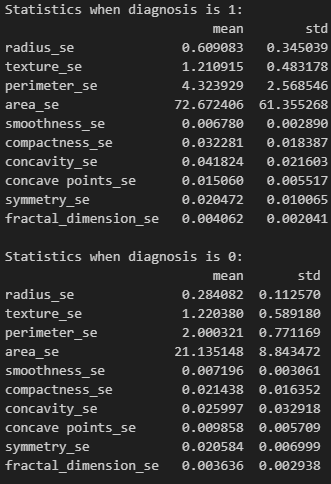 Statistics when diagnosis is 1:
mean std
radius_se 0.609083 0.345039
texture_se 1.210915 0.483178
perimeter_se 4.323929 2.568546
area_se 72.672406 61.355268
smoothness_se 0.006780 0.002890
compactness_se 0.032281 0.018387
concavity_se 0.041824 0.021603
concave points_se 0.015060 0.005517
symmetry_se 0.020472 0.010065
fractal_dimension_se 0.004062 0.002041
Statistics when diagnosis is 0:
mean std
radius_se 0.284082 0.112570
texture_se 1.220380 0.589180
perimeter_se 2.000321 0.771169
area_se 21.135148 8.843472
smoothness_se 0.007196 0.003061
compactness_se 0.021438 0.016352
concavity_se 0.025997 0.032918
concave points_se 0.009858 0.005709
symmetry_se 0.020584 0.006999
fractal_dimension_se 0.003636 0.002938